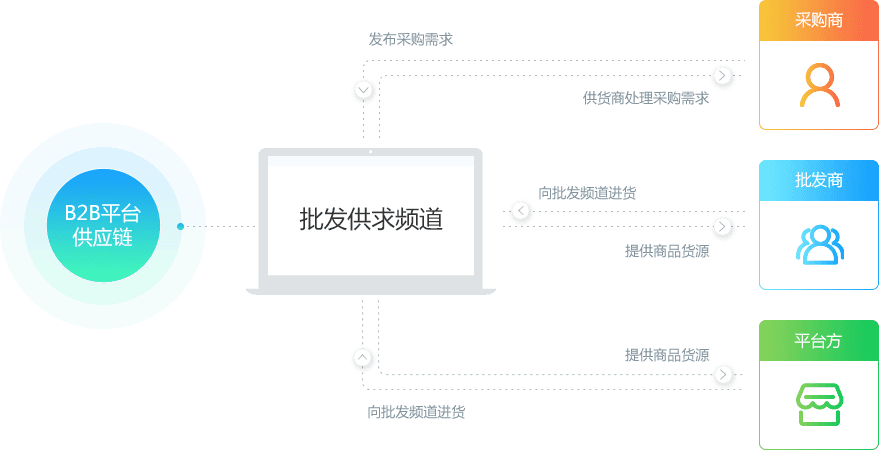 采购商
发布采购需求
供货商处理采购需求
B2B平台
供应链
批发供求频道
批发商
向批发频道进货
提供商品货源
平台方
提供商品货源
向批发频道进货